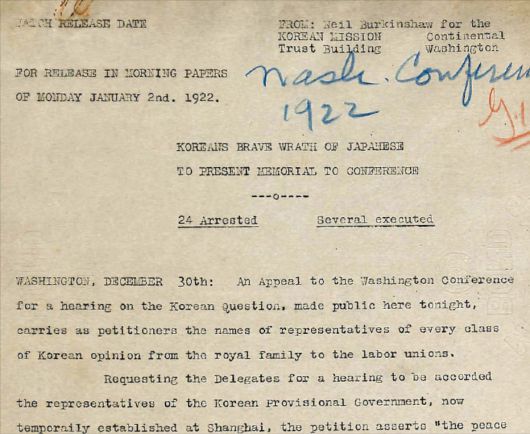 WATCH RELEASE DATE
FROM: Neil Burkinshaw for the
KOREAN MISSION Continental
Trust Building Washington
FOR RELEASE IN MORNING PAPERS
OF MONDAY JANUARY 2nd. 1922.
Wash. Conferen
1922
KOREANS BRAVE WRATH OF JAPANESE
TO PRESENT MEMORIAL TO CONFERENCE
---o----
24 Arrested Several executed
WASHINGTON, DECEMBER 30th: An Appeal to the Washington Conference
for a hearing on the Korean Question, made public here tonight,
carries as petitioners the names of representatives of every class
of Korean opinion from the royal family to the labor unions.
Requesting the Delegates for a hearing to be accorded
the representatives of the Korean Provisional Government, now
temporaily established at Shanghai, the petition asserts "the peace